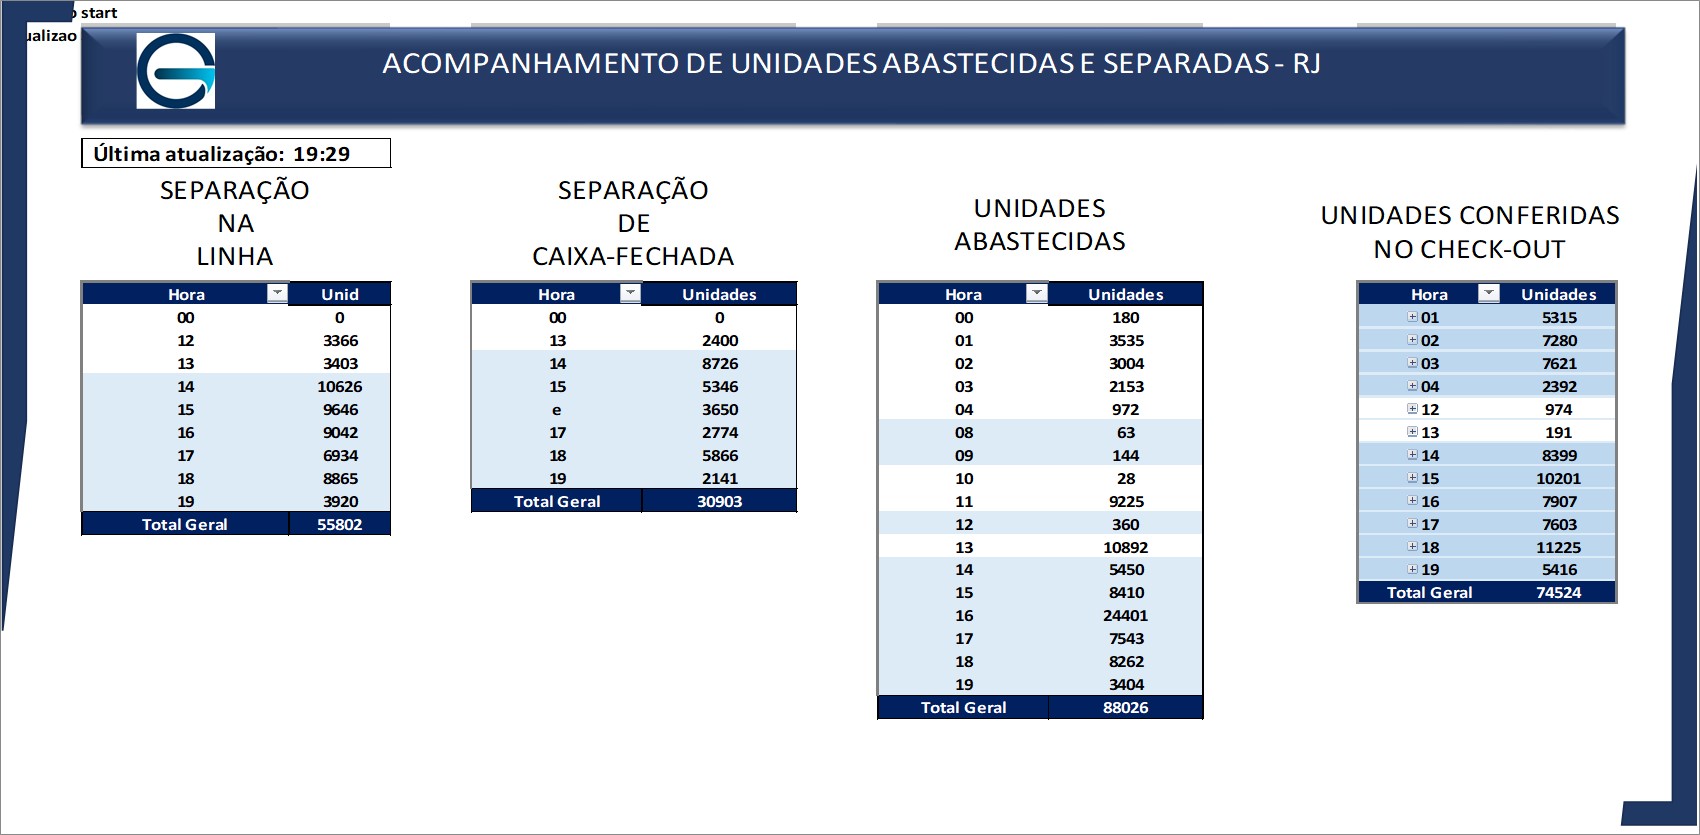 start
ACOMPANHAMENTO DE UNIDADES ABASTECIDAS E SEPARADAS - RJ
Última atualização: 19:29
SEPARAÇÃO
NA
LINHA
Hora Unid
00 0
12 3366
13 3403
14 10626
15 9646
16 9042
17 6934
18 8865
19 3920
Total Geral 55802
SEPARAÇÃO
DE
CAIXA-FECHADA
Hora Unidades
00 0
13 2400
14 8726
15 5346
e 3650
17 2774
18 5866
19 2141
Total Geral 30903
UNIDADES
ABASTECIDAS
Hora Unidades
00 180
01 3535
02 3004
03 2153
04 972
08 63
09 144
10 28
11 9225
12 360
13 10892
14 5450
15 8410
16 24401
17 7543
18 8262
19 3404
Total Geral 88026
UNIDADES CONFERIDAS
NO CHECK-OUT
Hora Unidades
01 5315
02 7280
03 7621
04 2392
12 974
13 191
14 8399
15 10201
16 7907
17 7603
18 11225
19 5416
Total Geral 74524